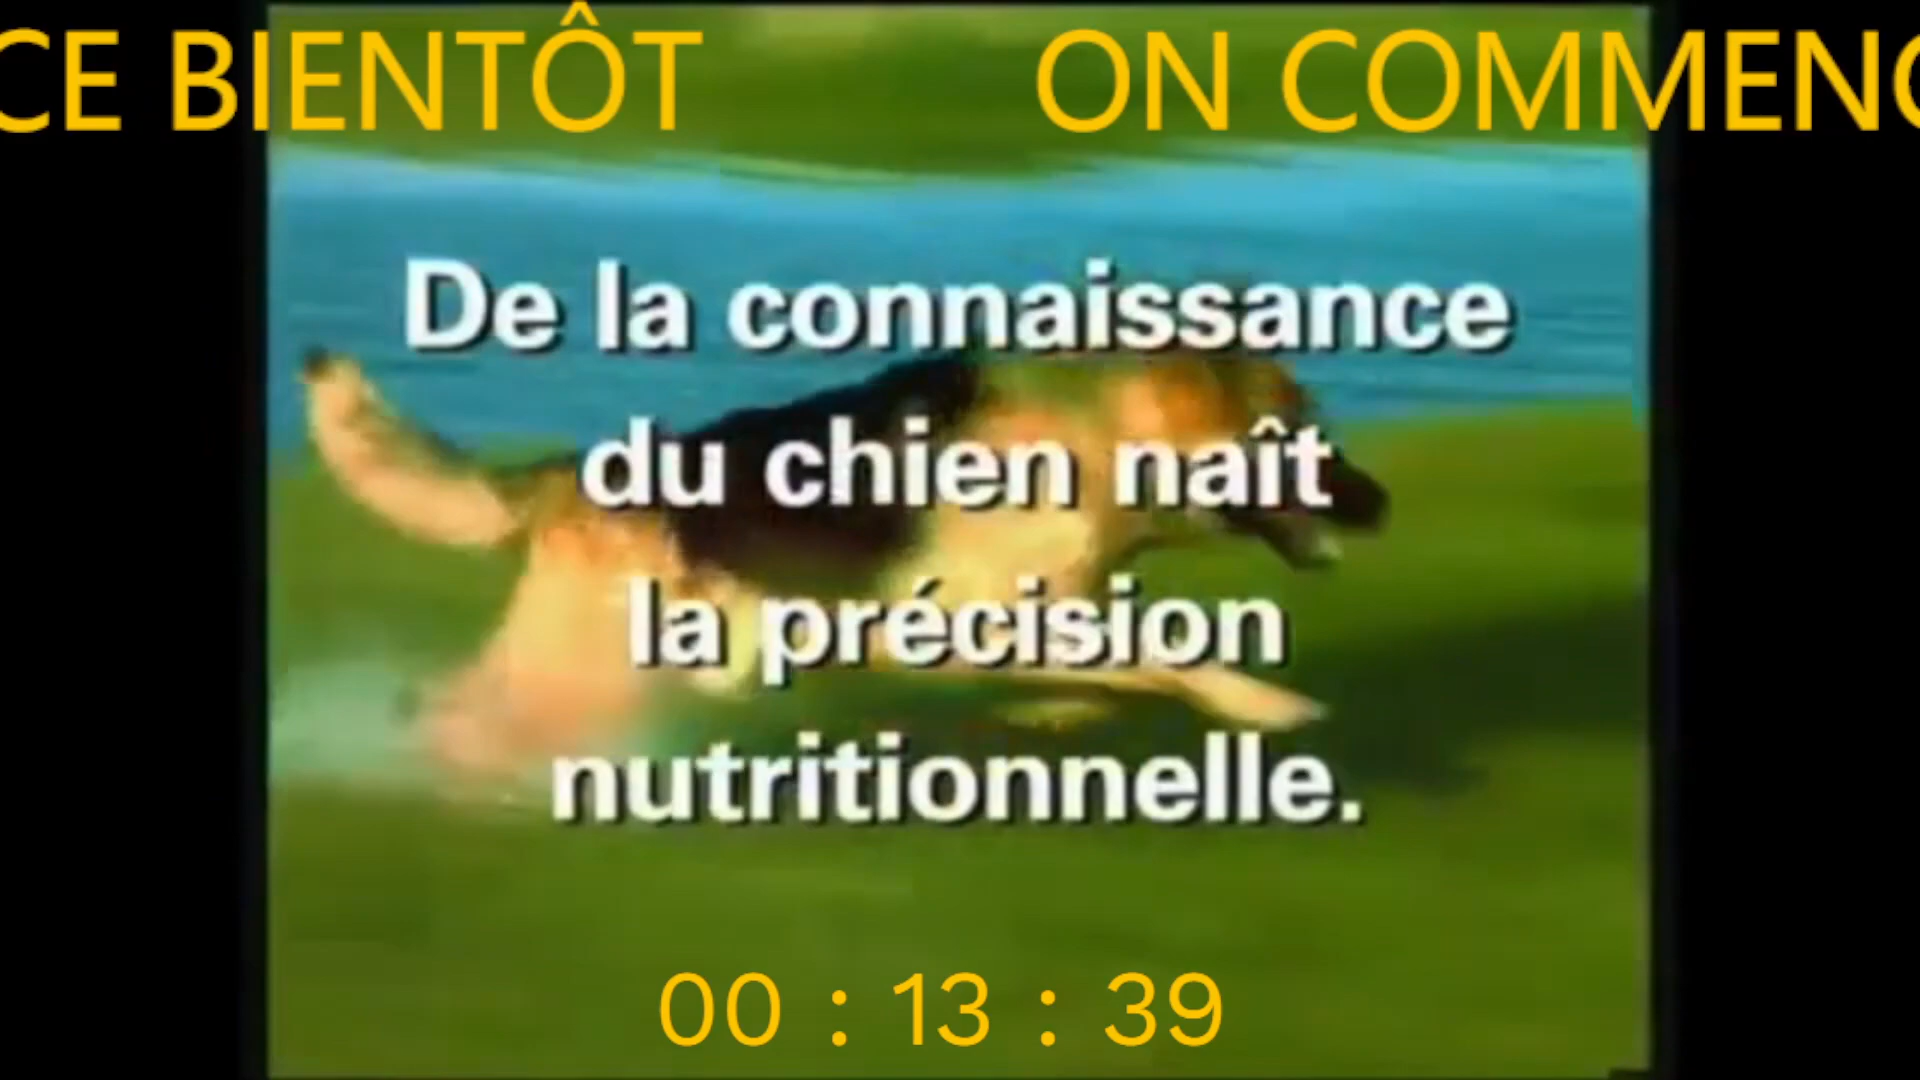 CE BIENTÔT ON COMMENC
De la connaissance
du chien naît
la précision
nutritionnelle.
00 : 13 : 39